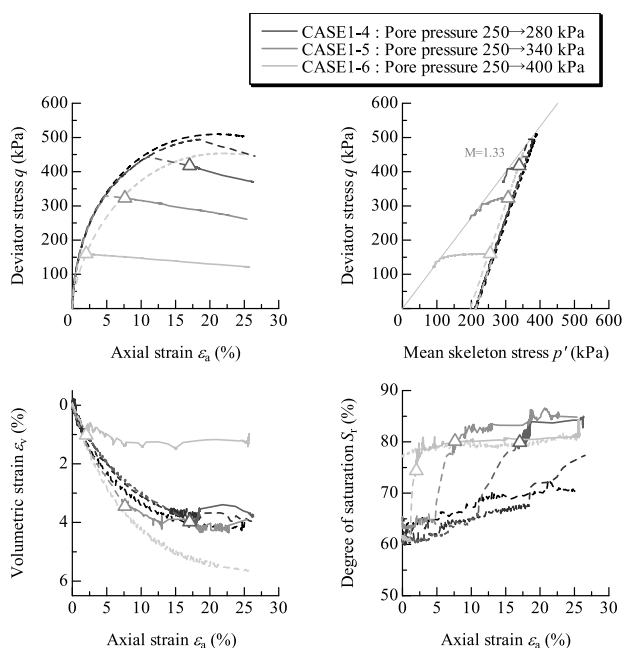 CASE1-4 : Pore pressure 250→280 kPa
CASE1-5 : Pore pressure 250→340 kPa
CASE1-6 : Pore pressure 250→400 kPa
Deviator stress q (kPa)
600
500
400
300
200
100
0
0 5 10 15 20 25 30
Axial strain εa (%)
Deviator stress q (kPa)
600
500
400
300
200
100
0
M=1.33
0 100 200 300 400 500 600
Mean skeleton stress p' (kPa)
Volumetric strain εv (%)
0
2
4
6
0 5 10 15 20 25 30
Axial strain εa (%)
Degree of saturation Sr (%)
90
80
70
60
50
0 5 10 15 20 25 30
Axial strain εa (%)